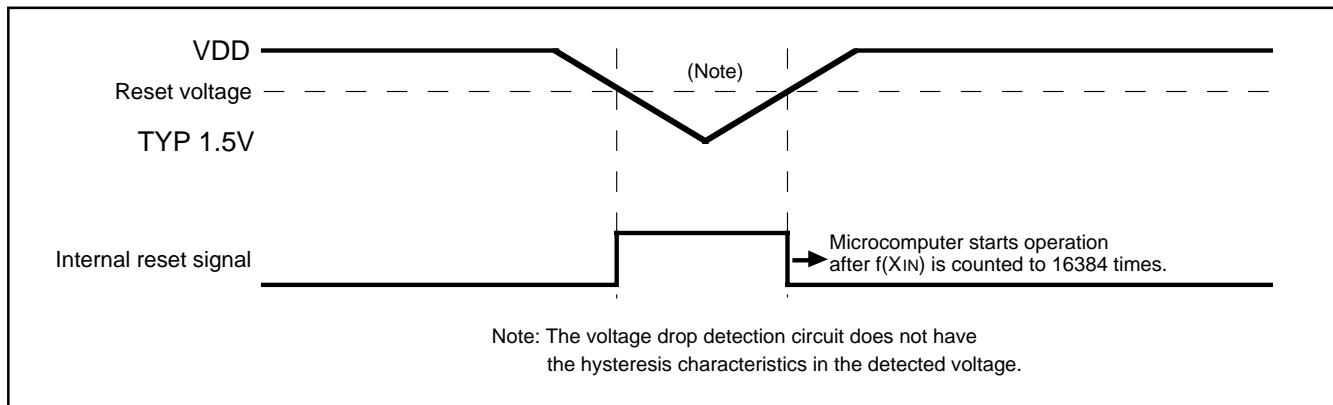 VDD
(Note)
Reset voltage
TYP 1.5V
Internal reset signal
Microcomputer starts operation
after f(XIN) is counted to 16384 times.
Note: The voltage drop detection circuit does not have
the hysteresis characteristics in the detected voltage.